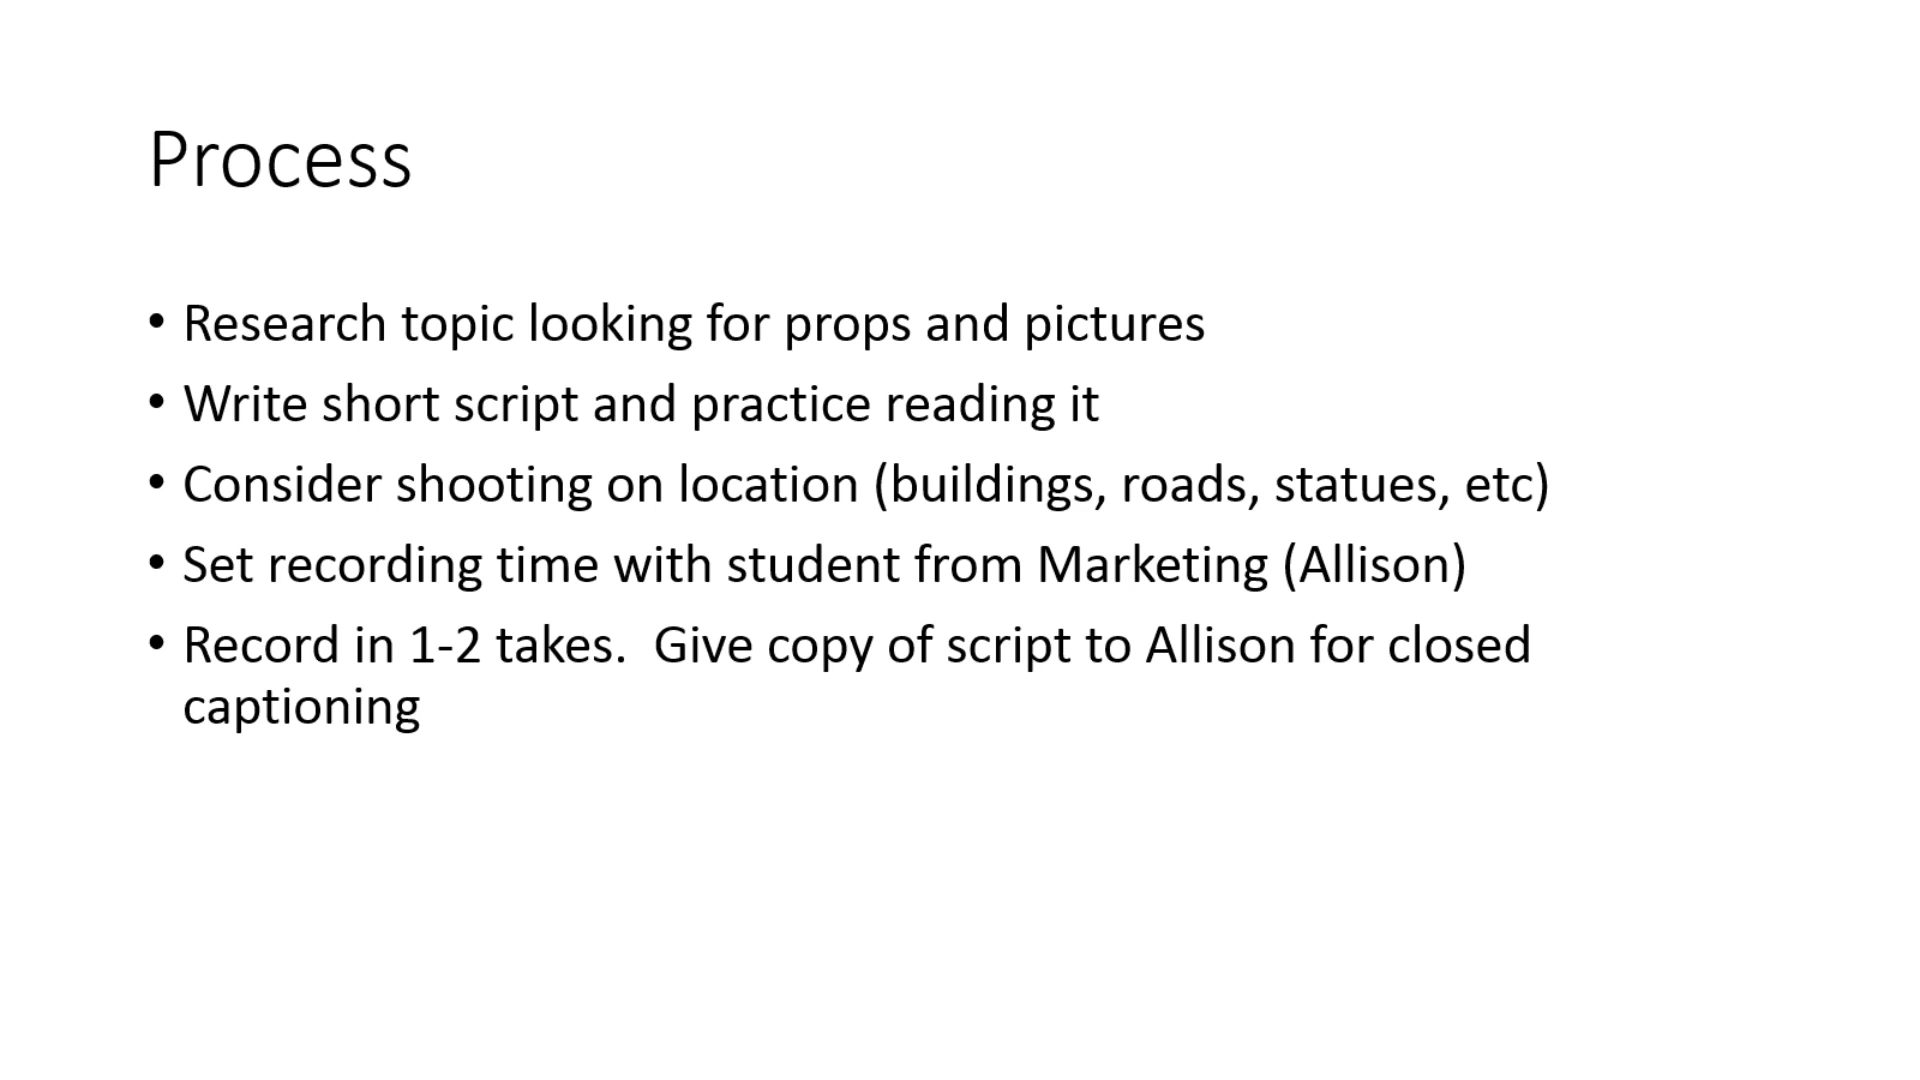 Process
• Research topic looking for props and pictures
• Write short script and practice reading it
• Consider shooting on location (buildings, roads, statues, etc)
• Set recording time with student from Marketing (Allison)
• Record in 1-2 takes.  Give copy of script to Allison for closed
captioning